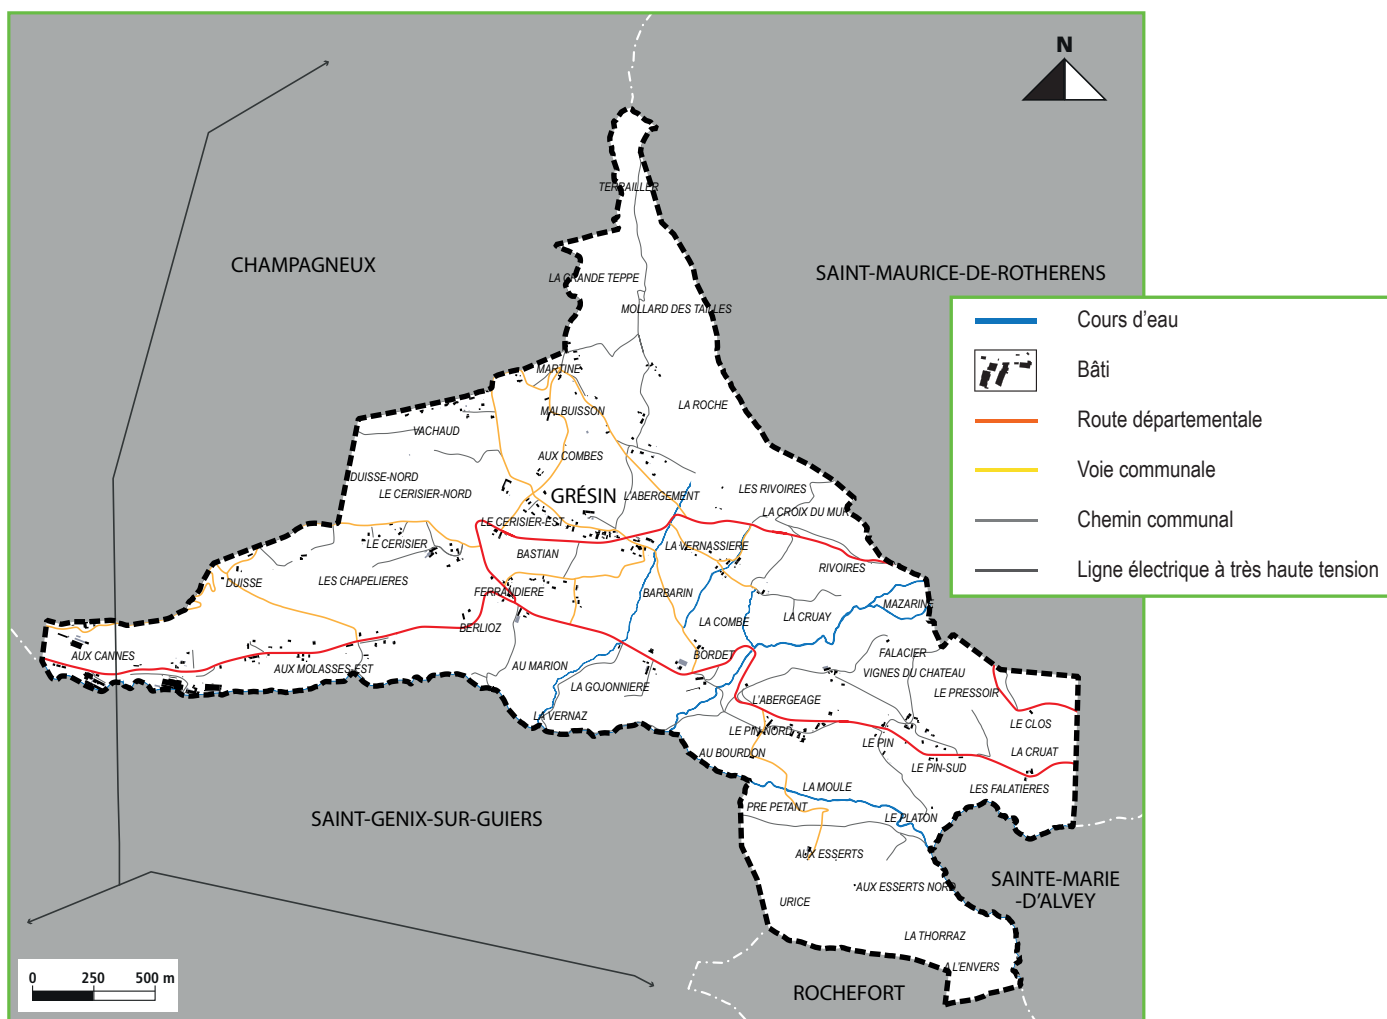 N
TERRAILLER
CHAMPAGNEUX
SAINT-MAURICE-DE-ROTHERENS
LA GRANDE TEPPE
MOLLARD DES TAILLES
MARTINE
LA ROCHE
MALBUISSON
VACHAUD
AUX COMBES
DUISSE-NORD
LE CERISIER-NORD
GRÉSIN
L'ABERGEMENT
LES RIVOIRES
LA CROIX DU MUR
LE CERISIER-EST
LE CERISIER
BASTIAN
LA VERNASSIERE
RIVOIRES
DUISSE
LES CHAPELIERES
FERRANDIERE
BARBARIN
MAZARINE
LA CRUAY
LA COMBE
BERLIOZ
AUX CANNES
AUX MOLASSES-EST
AU MARION
BORDET
FALACIER
VIGNES DU CHATEAU
LA GOJONNIERE
L'ABERGEAGE
LE PRESSOIR
LE CLOS
LA VERNAZ
LE PIN NORD
LE PIN
AU BOURDON
LA CRUAT
LE PIN-SUD
LA MOULE
LES FALATIERES
PRE PETANT
LE PLATON
SAINT-GENIX-SUR-GUIERS
AUX ESSERTS
AUX ESSERTS NORD
SAINTE-MARIE
-D'ALVEY
URICE
LA THORRAZ
A L'ENVERS
ROCHEFORT
0 250 500 m
Cours d'eau
Bâti
Route départementale
Voie communale
Chemin communal
Ligne électrique à très haute tension